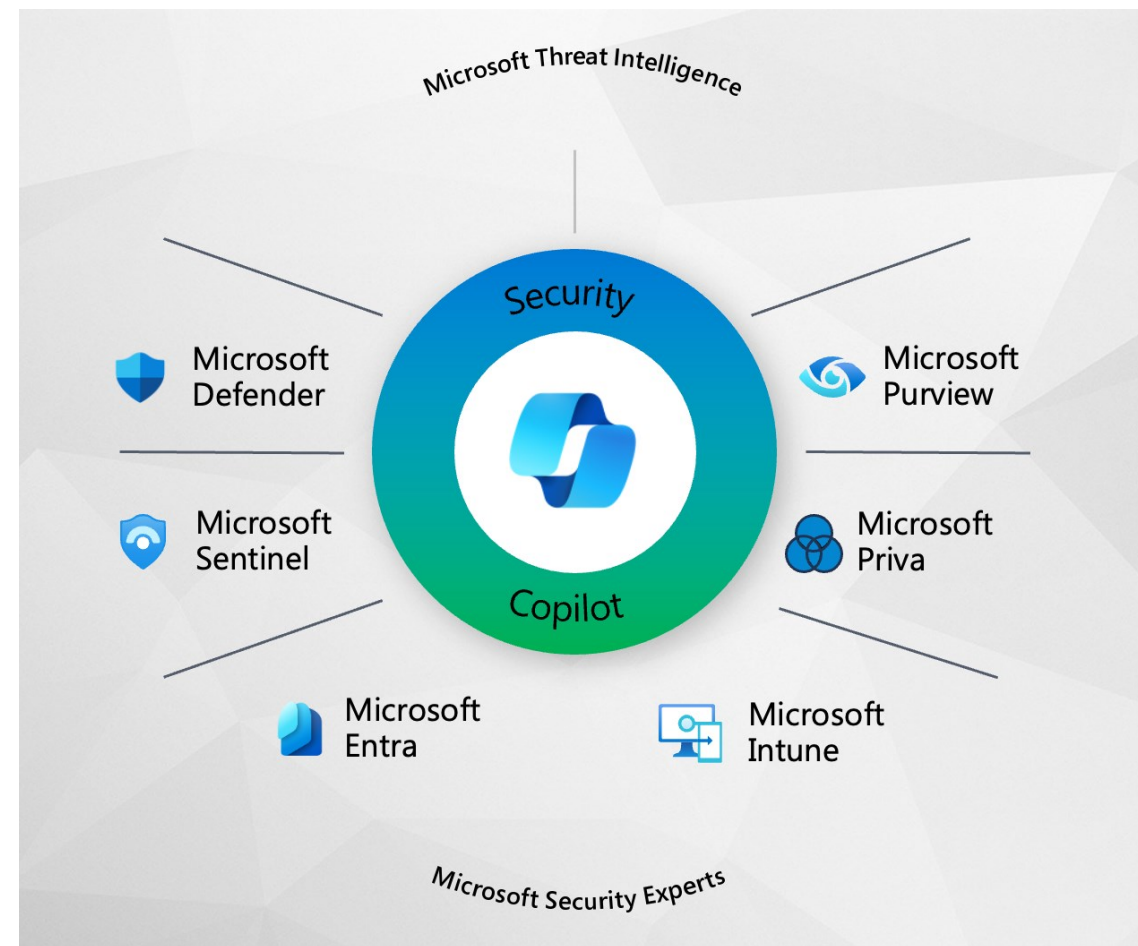 Microsoft Threat Intelligence
Security
Microsoft
Defender
Microsoft
Purview
Microsoft
Sentinel
Microsoft
Priva
Copilot
Microsoft
Entra
Microsoft
Intune
Microsoft Security Experts